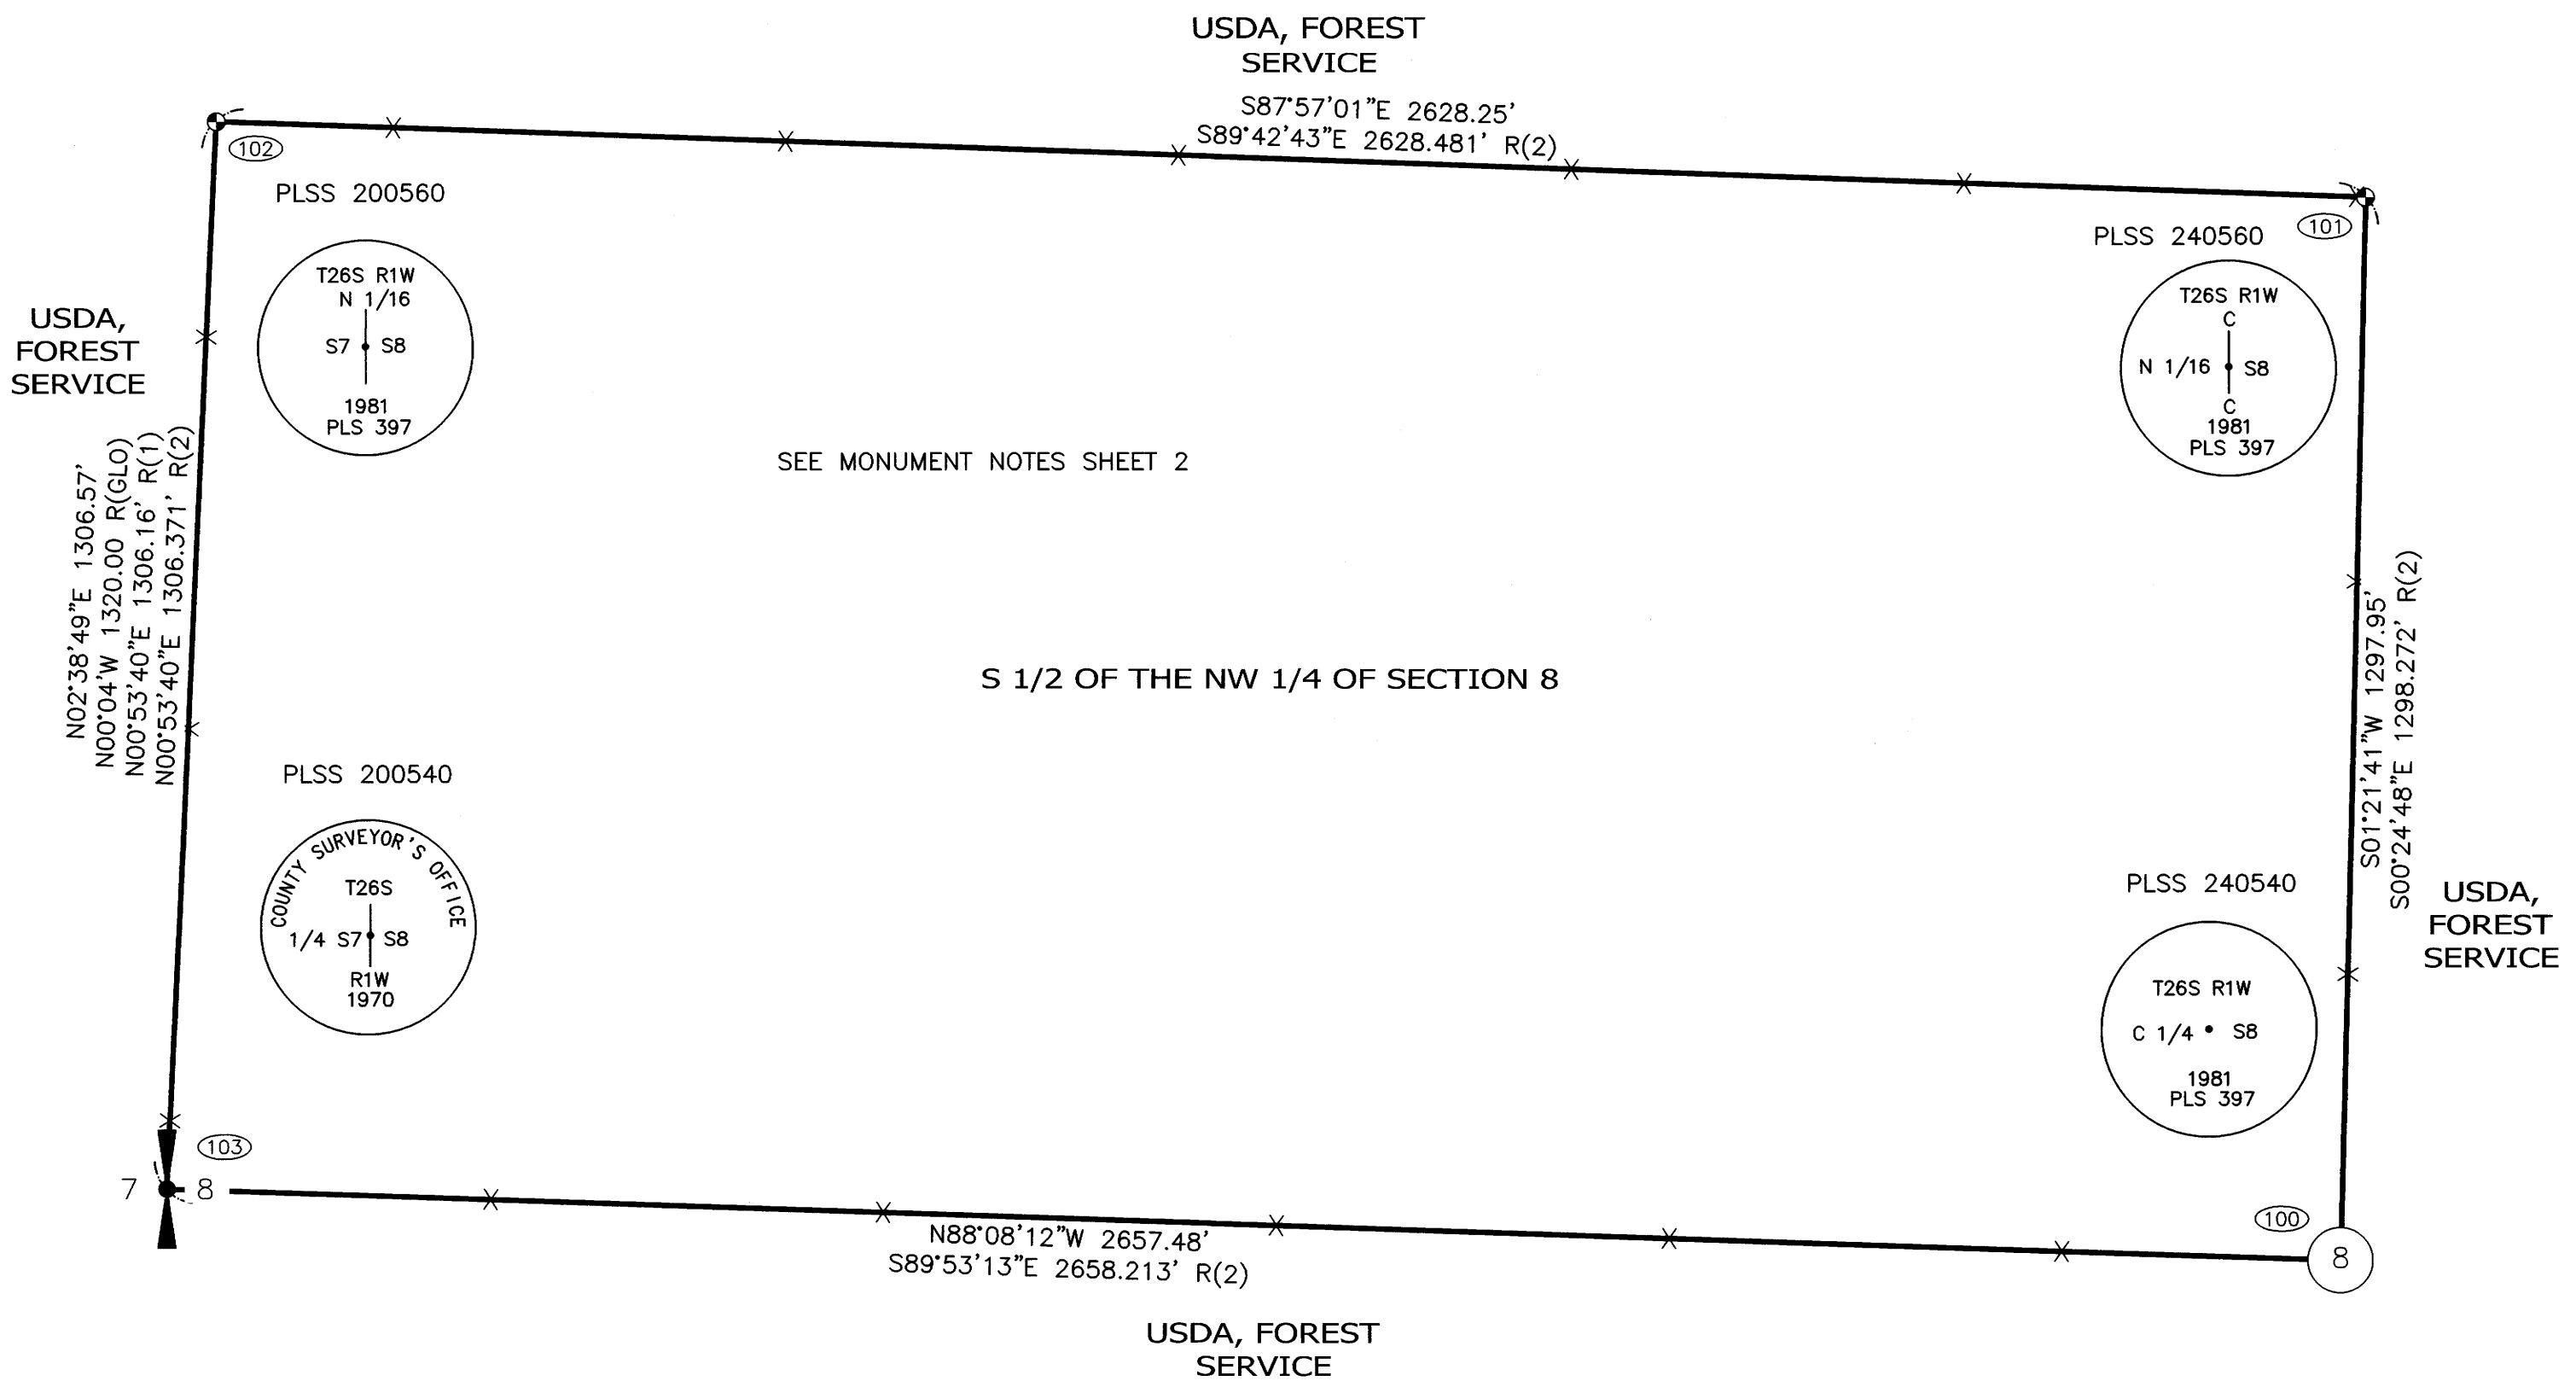 USDA, FOREST
SERVICE
S87°57'01"E 2628.25'
S89°42'43"E 2628.481' R(2)
102
101
PLSS 200560
T26S R1W
N 1/16
S7 S8
1981
PLS 397
PLSS 240560
T26S R1W
C
N 1/16 S8
C
1981
PLS 397
USDA,
FOREST
SERVICE
N02°38'49"E 1306.57'
N00°04'W 1320.00 R(GLO)
N00°53'40"E 1306.16' R(1)
N00°53'40"E 1306.371' R(2)
SEE MONUMENT NOTES SHEET 2
S 1/2 OF THE NW 1/4 OF SECTION 8
S01°21'41"W 1297.95'
S00°24'48"E 1298.272' R(2)
USDA,
FOREST
SERVICE
PLSS 200540
COUNTY SURVEYOR'S OFFICE
T26S
1/4 S7 S8
R1W
1970
PLSS 240540
T26S R1W
C 1/4 S8
1981
PLS 397
103
7 8
100
8
N88°08'12"W 2657.48'
S89°53'13"E 2658.213' R(2)
USDA, FOREST
SERVICE